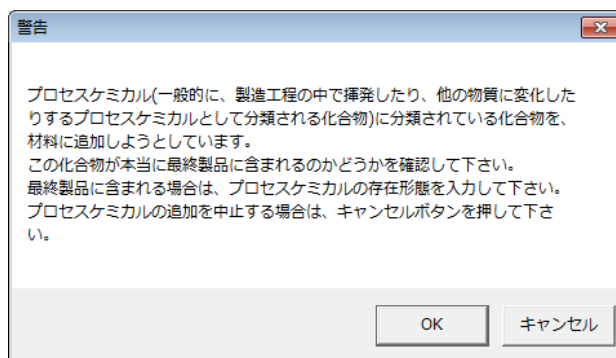 警告
プロセスケミカル(一般的に、製造工程の中で揮発したり、他の物質に変化した
りするプロセスケミカルとして分類される化合物)に分類されている化合物を、
材料に追加しようとしています。
この化合物が本当に最終製品に含まれるのかどうかを確認して下さい。
最終製品に含まれる場合は、プロセスケミカルの存在形態を入力して下さい。
プロセスケミカルの追加を中止する場合は、キャンセルボタンを押して下さ
い。
OK
キャンセル